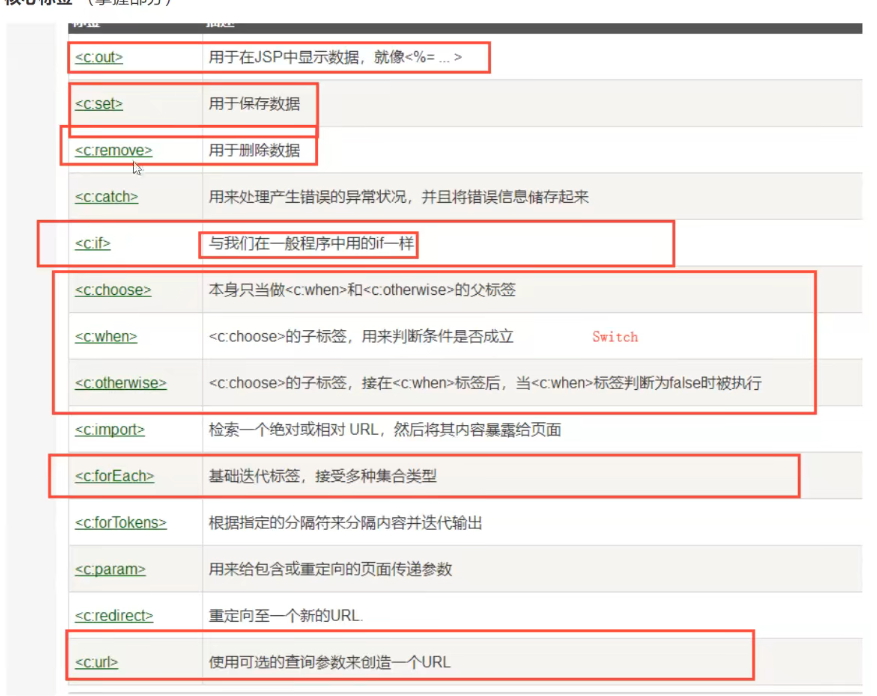 核心标签 （掌握部分）
标签 描述
<c:out> 用于在JSP中显示数据，就像<%= ... >
<c:set> 用于保存数据
<c:remove> 用于删除数据
<c:catch> 用来处理产生错误的异常状况，并且将错误信息储存起来
<c:if> 与我们在一般程序中用的if一样
<c:choose> 本身只当做<c:when>和<c:otherwise>的父标签
<c:when> <c:choose>的子标签，用来判断条件是否成立 Switch
<c:otherwise> <c:choose>的子标签，接在<c:when>标签后，当<c:when>标签判断为false时被执行
<c:import> 检索一个绝对或相对 URL，然后将其内容暴露给页面
<c:forEach> 基础迭代标签，接受多种集合类型
<c:forTokens> 根据指定的分隔符来分隔内容并迭代输出
<c:param> 用来给包含或重定向的页面传递参数
<c:redirect> 重定向至一个新的URL.
<c:url> 使用可选的查询参数来创造一个URL